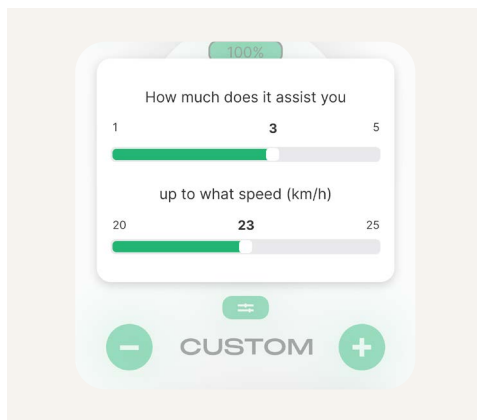 100%
How much does it assist you
1 3 5
up to what speed (km/h)
20 23 25
CUSTOM